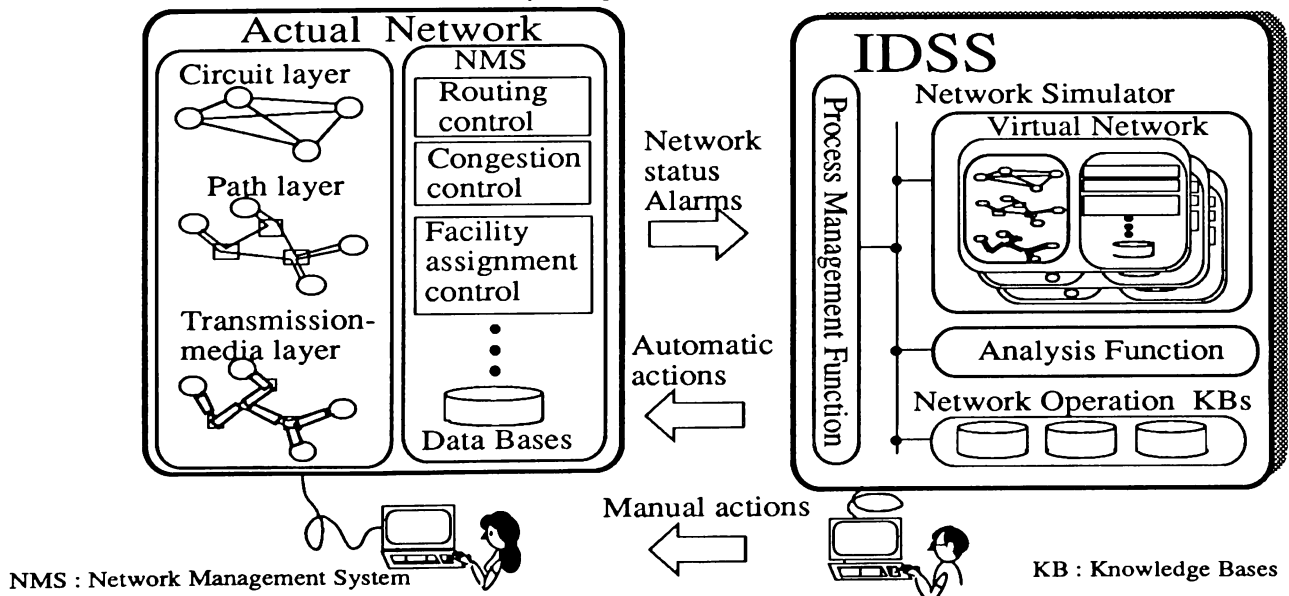 Actual Network
Circuit layer
Path layer
Transmission-
media layer
NMS
Routing
control
Congestion
control
Facility
assignment
control
Data Bases
Network
status
Alarms
Automatic
actions
Manual actions
IDSS
Process Management Function
Network Simulator
Virtual Network
Analysis Function
Network Operation KBs
NMS : Network Management System
KB : Knowledge Bases